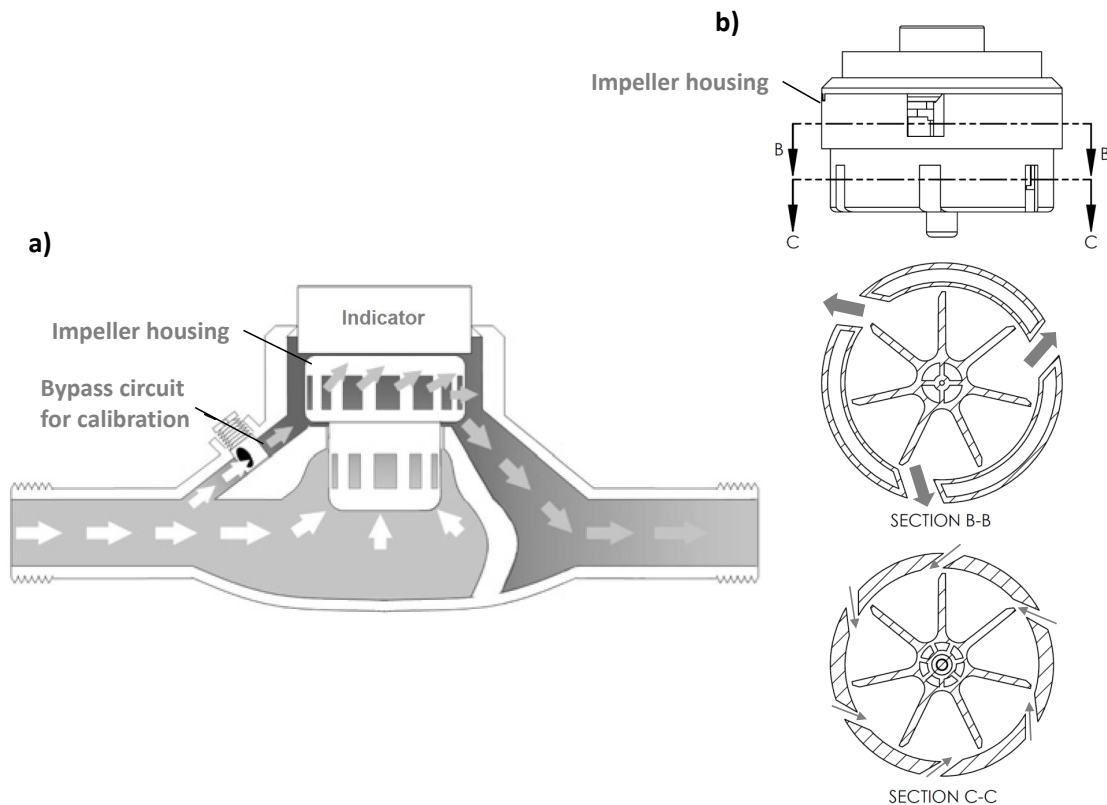 b)
Impeller housing
B
B
C
C
a)
Indicator
Impeller housing
Bypass circuit
for calibration
SECTION B-B
SECTION C-C